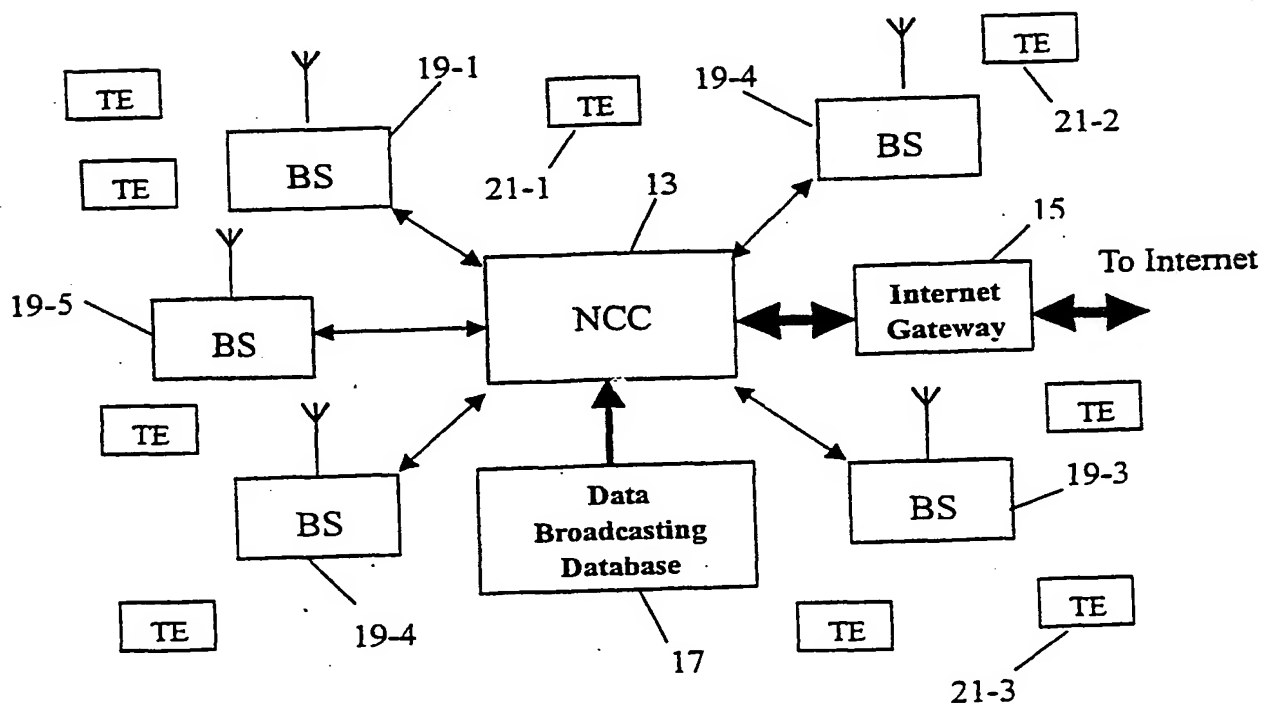 TE
19-1
TE
19-4
TE
BS
BS
21-2
TE
21-1
13
15
To Internet
19-5
BS
NCC
Internet
Gateway
TE
TE
BS
Data
Broadcasting
Database
BS
19-3
TE
19-4
17
TE
TE
21-3